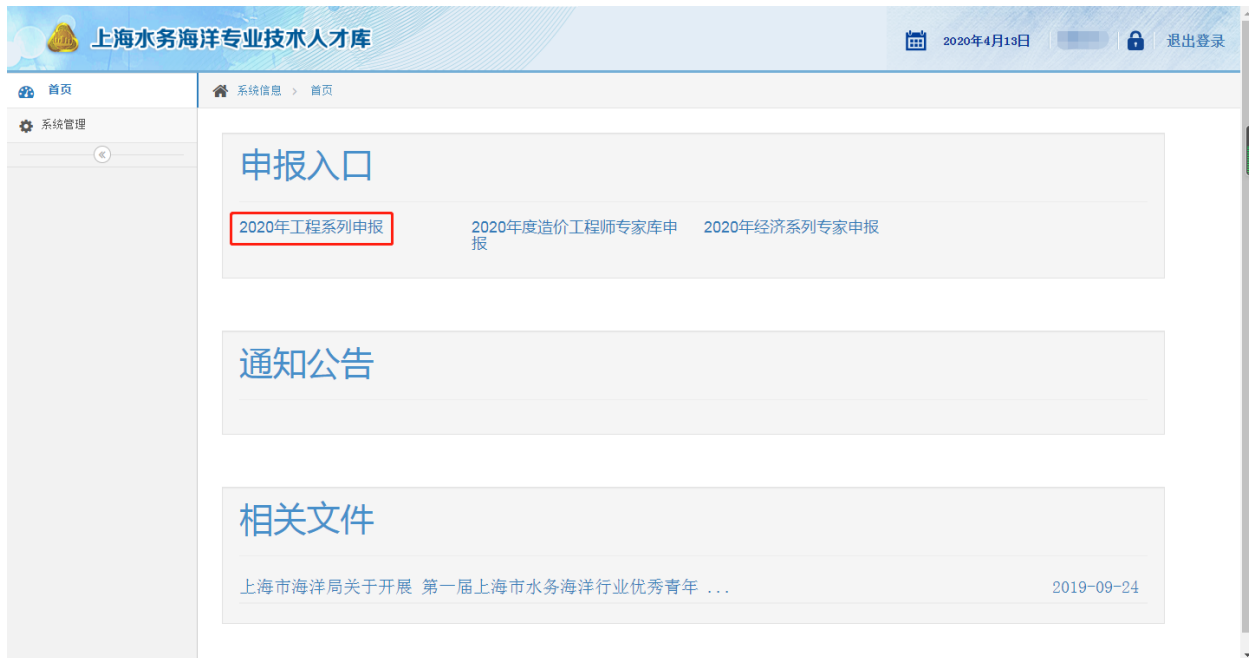 上海水务海洋专业技术人才库
2020年4月13日
退出登录
首页
系统信息 > 首页
系统管理
申报入口
2020年工程系列申报
2020年度造价工程师专家库申
报
2020年经济系列专家申报
通知公告
相关文件
上海市海洋局关于开展 第一届上海市水务海洋行业优秀青年 ...
2019-09-24